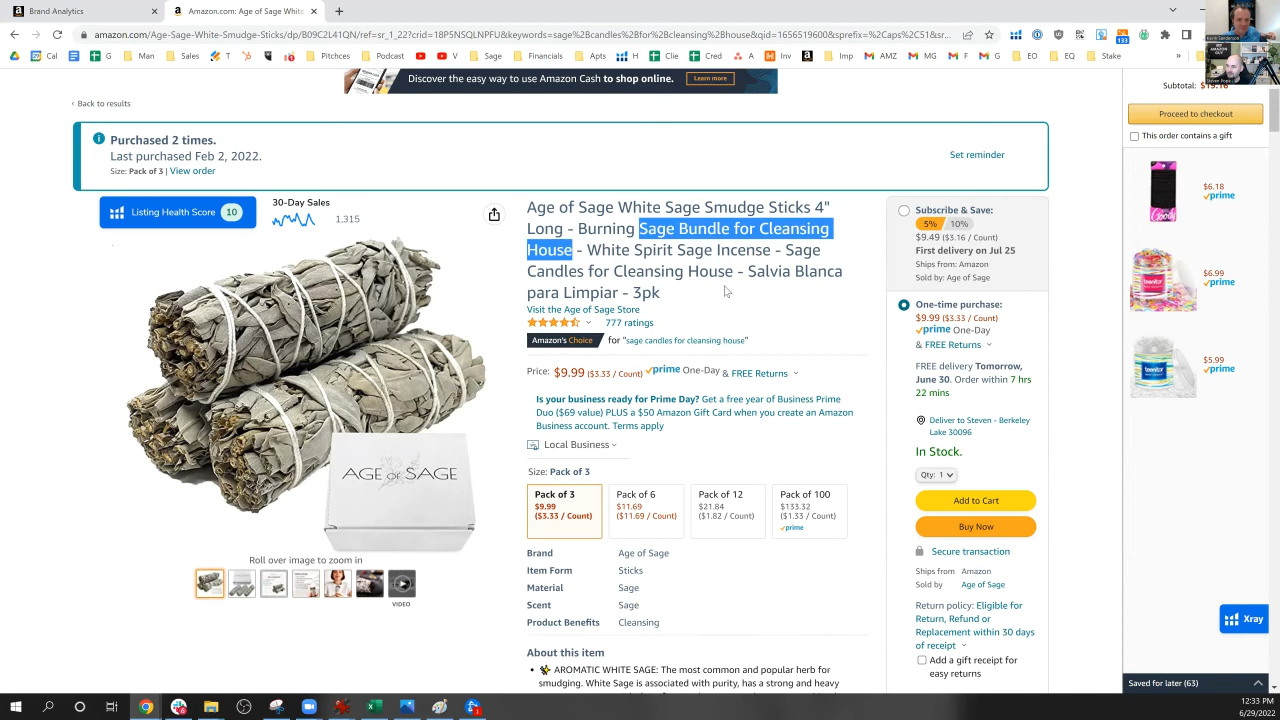 Brand Analytics
Amazon.com: Age of Sage White
amazon.com/Age-Sage-White-Smudge-Sticks/dp/B09C2L41QN/ref=sr_1_22?crid=18P5NSQLNPFU&keywords=sage%2Bbundles%2Bfor%2Bcleansing%2Bhouse&qid=1656519600&sprefix=%2Caps%2C51&sr
133
Cal G Man Sales T Pitchces Podcast Sage Financials Apts H Clie Cred A Inv Imp AMZ MG G EO EQ Stake
Kevin Sanderson
Steven Pope
Discover the easy way to use Amazon Cash to shop online.
Learn more
Back to results
Purchased 2 times.
Last purchased Feb 2, 2022.
Size: Pack of 3 | View order
Set reminder
Listing Health Score 10
30-Day Sales
1,315
Age of Sage White Sage Smudge Sticks 4"
Long - Burning Sage Bundle for Cleansing
House - White Spirit Sage Incense - Sage
Candles for Cleansing House - Salvia Blanca
para Limpiar - 3pk
Visit the Age of Sage Store
777 ratings
Amazon's Choice for "sage candles for cleansing house"
Price: $9.99 ($3.33 / Count) prime One-Day & FREE Returns
Is your business ready for Prime Day? Get a free year of Business Prime
Duo ($69 value) PLUS a $50 Amazon Gift Card when you create an Amazon
Business account. Terms apply
Local Business
Size: Pack of 3
Pack of 3
$9.99
($3.33 / Count)
Pack of 6
$11.69
($11.69 / Count)
Pack of 12
$21.84
($1.82 / Count)
Pack of 100
$133.32
($1.33 / Count)
prime
Brand Age of Sage
Item Form Sticks
Material Sage
Scent Sage
Product Benefits Cleansing
About this item
AROMATIC WHITE SAGE: The most common and popular herb for
smudging. White Sage is associated with purity, has a strong and heavy
AGE OF SAGE
Roll over image to zoom in
VIDEO
Subscribe & Save:
5% 10%
$9.49 ($3.16 / Count)
First delivery on Jul 25
Ships from: Amazon
Sold by: Age of Sage
One-time purchase:
$9.99 ($3.33 / Count)
prime One-Day
& FREE Returns
FREE delivery Tomorrow,
June 30. Order within 7 hrs
22 mins
Deliver to Steven - Berkeley
Lake 30096
In Stock.
Qty: 1
Add to Cart
Buy Now
Secure transaction
Ships from Amazon
Sold by Age of Sage
Return policy: Eligible for
Return, Refund or
Replacement within 30 days
of receipt
Add a gift receipt for
easy returns
Subtotal: $19.16
Proceed to checkout
This order contains a gift
$6.18
prime
$6.99
prime
$5.99
prime
Goody
teenitor
teenitor
Xray
Saved for later (63)
12:33 PM
6/29/2022